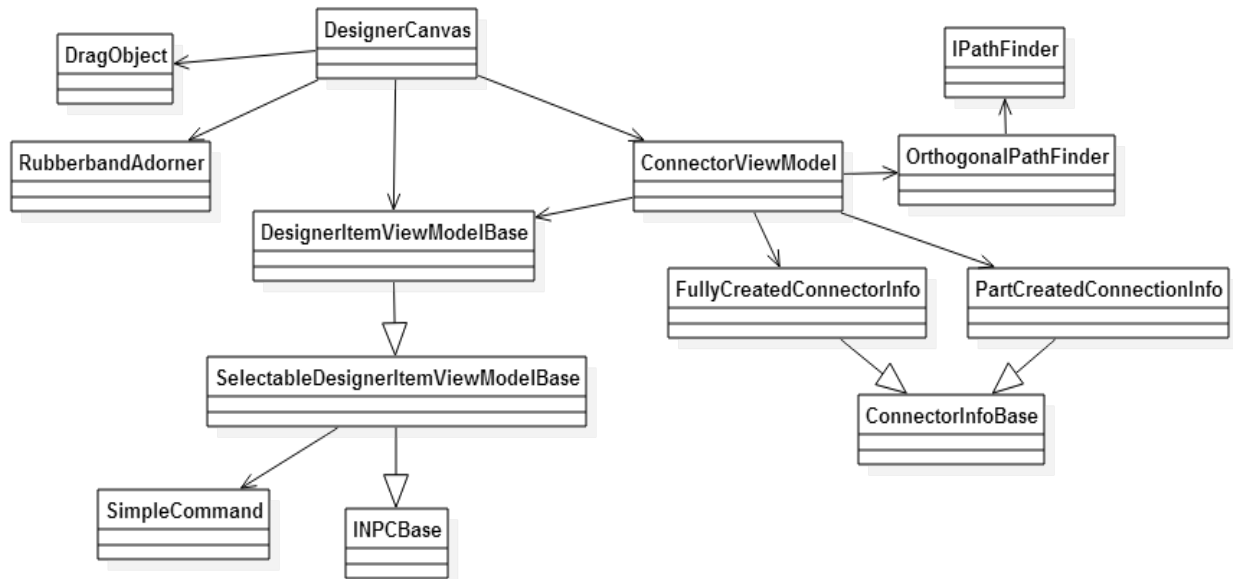 DesignerCanvas
DragObject
IPathFinder
RubberbandAdorner
ConnectorViewModel
OrthogonalPathFinder
DesignerItemViewModelBase
FullyCreatedConnectorInfo
PartCreatedConnectionInfo
SelectableDesignerItemViewModelBase
ConnectorInfoBase
SimpleCommand
INPCBase